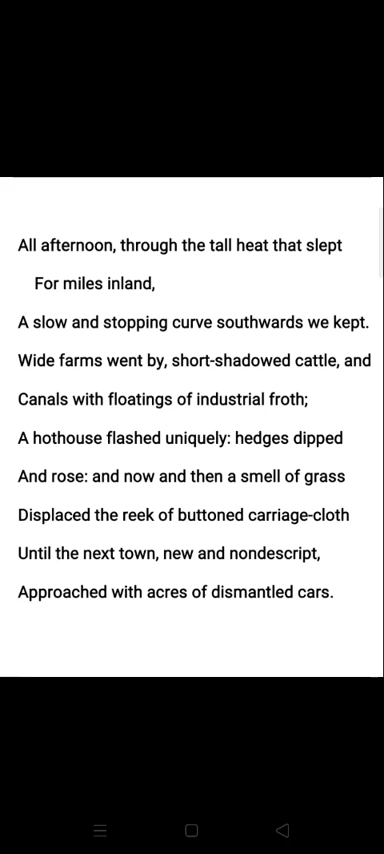 All afternoon, through the tall heat that slept
For miles inland,
A slow and stopping curve southwards we kept.
Wide farms went by, short-shadowed cattle, and
Canals with floatings of industrial froth;
A hothouse flashed uniquely: hedges dipped
And rose: and now and then a smell of grass
Displaced the reek of buttoned carriage-cloth
Until the next town, new and nondescript,
Approached with acres of dismantled cars.